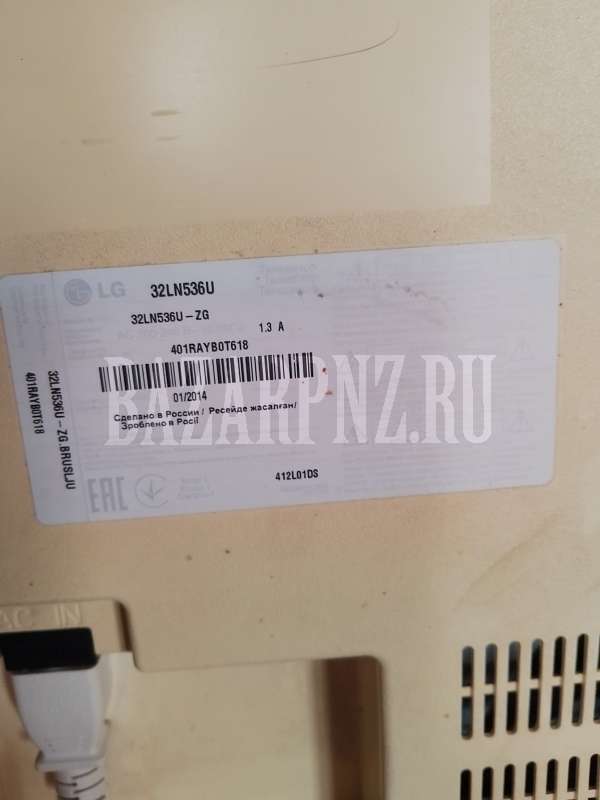 LG 32LN536U
32LN536U-ZG
1.3 A
401RAYB0T618
01/2014
Сделано в России / Ресейде жасалған/
Зроблено в Росії
412L01DS
EAC
32LN536U-ZG.BRUSLJU
401RAYB0T618
BAZARPNZ.RU
AC IN